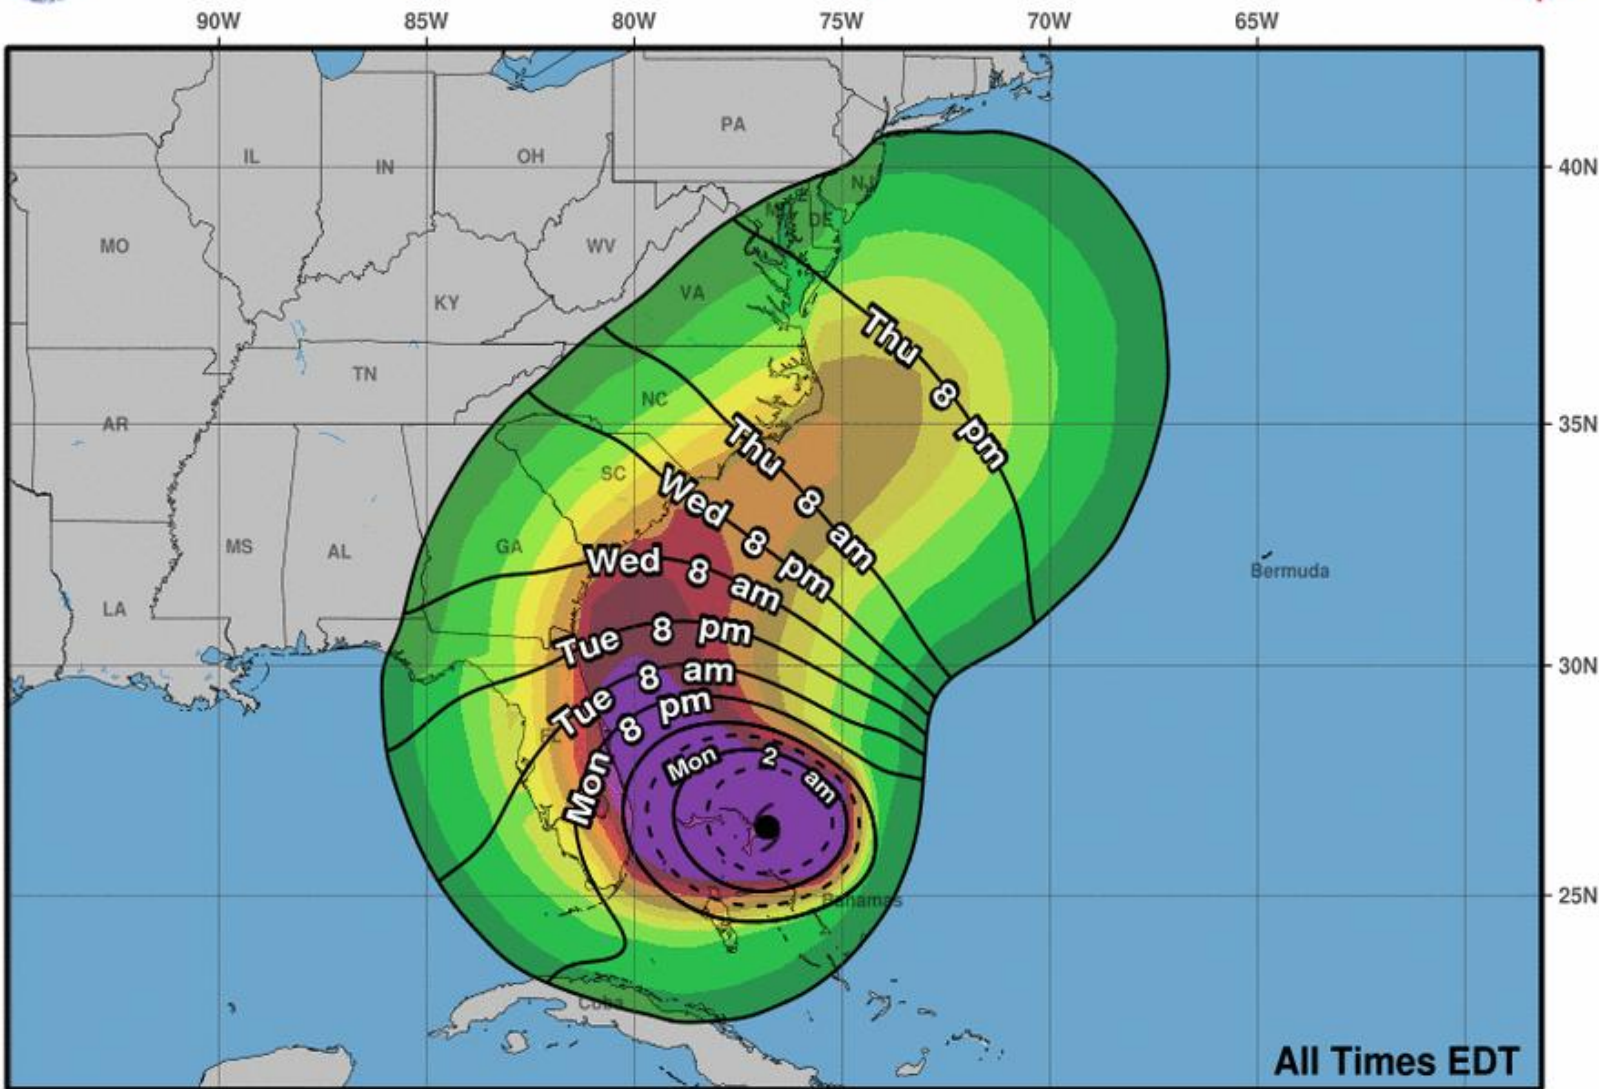 90W 85W 80W 75W 70W 65W
PA
40N
IL IN OH
NJ
DE
MO WV
VA
KY
Thu 8 pm
TN
NC
AR
35N
Thu 8 am
SC
Wed 8 pm
MS AL GA
Wed 8 am
Bermuda
LA
Tue 8 pm
30N
Tue 8 am
FL
Mon 8 pm
Mon 2 am
Bahamas
25N
Cuba
All Times EDT